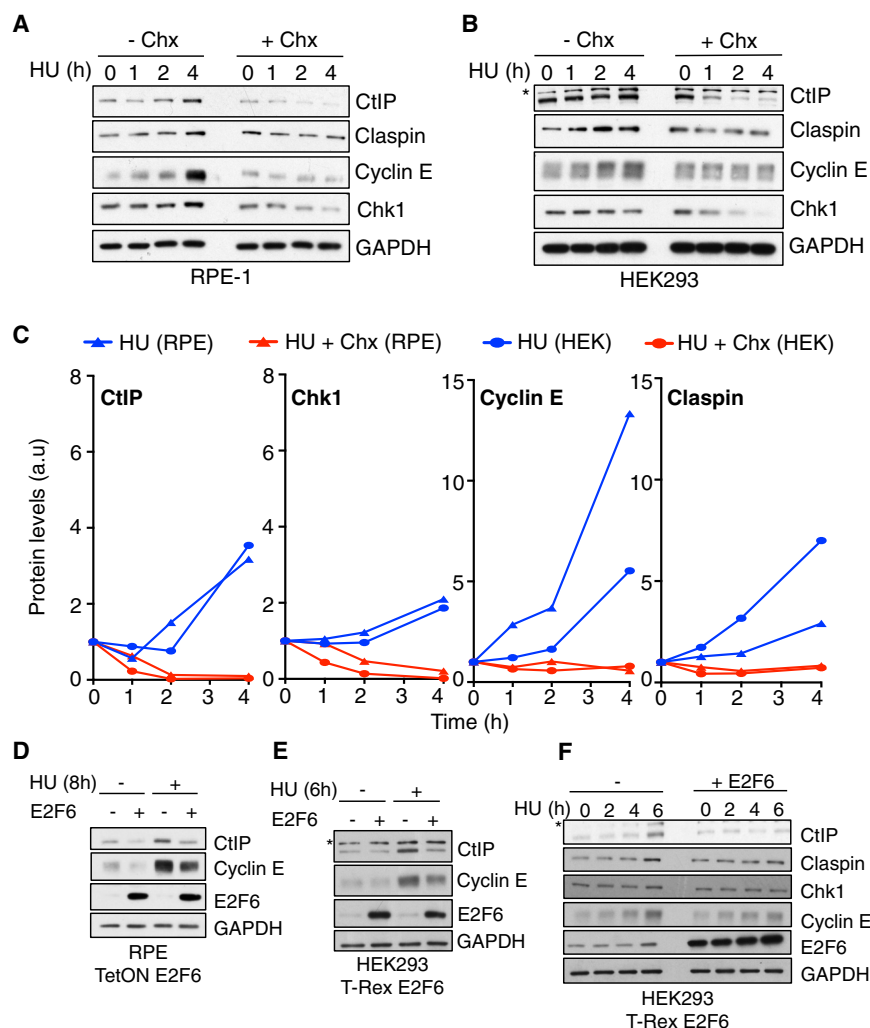 A
- Chx + Chx
HU (h) 0 1 2 4 0 1 2 4
CtIP
Claspin
Cyclin E
Chk1
GAPDH
RPE-1
B
- Chx + Chx
HU (h) 0 1 2 4 0 1 2 4
*
CtIP
Claspin
Cyclin E
Chk1
GAPDH
HEK293
C
HU (RPE) HU + Chx (RPE) HU (HEK) HU + Chx (HEK)
Protein levels (a.u)
CtIP
8
6
4
2
0
0 1 2 3 4
Chk1
8
6
4
2
0
0 1 2 3 4
Cyclin E
15
10
5
0
0 1 2 3 4
Claspin
15
10
5
0
0 1 2 3 4
Time (h)
D
HU (8h) - +
E2F6 - + - +
CtIP
Cyclin E
E2F6
GAPDH
RPE
TetON E2F6
E
HU (6h) - +
E2F6 - + - +
*
CtIP
Cyclin E
E2F6
GAPDH
HEK293
T-Rex E2F6
F
- + E2F6
HU (h) 0 2 4 6 0 2 4 6
*
CtIP
Claspin
Chk1
Cyclin E
E2F6
GAPDH
HEK293
T-Rex E2F6